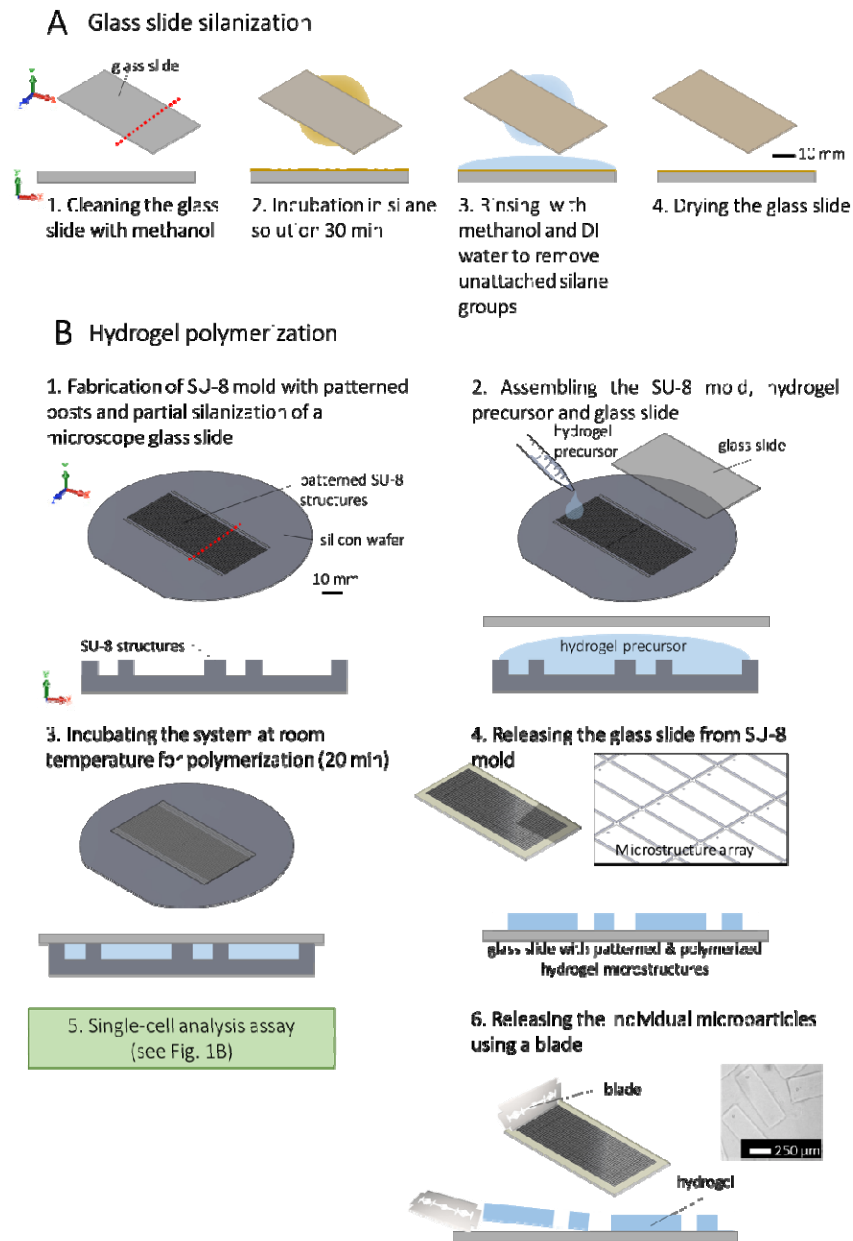 A Glass slide silanization
glass slide
10 mm
1. Cleaning the glass
slide with methanol
2. Incubation in silane
solution 30 min
3. Rinsing with
methanol and DI
water to remove
unattached silane
groups
4. Drying the glass slide
B Hydrogel polymerization
1. Fabrication of SU-8 mold with patterned
posts and partial silanization of a
microscope glass slide
patterned SU-8
structures
silicon wafer
10 mm
SU-8 structures
2. Assembling the SU-8 mold, hydrogel
precursor and glass slide
hydrogel
precursor
glass slide
hydrogel precursor
3. Incubating the system at room
temperature for polymerization (20 min)
4. Releasing the glass slide from SU-8
mold
Microstructure array
glass slide with patterned & polymerized
hydrogel microstructures
5. Single-cell analysis assay
(see Fig. 1B)
6. Releasing the individual microparticles
using a blade
blade
250 µm
hydrogel